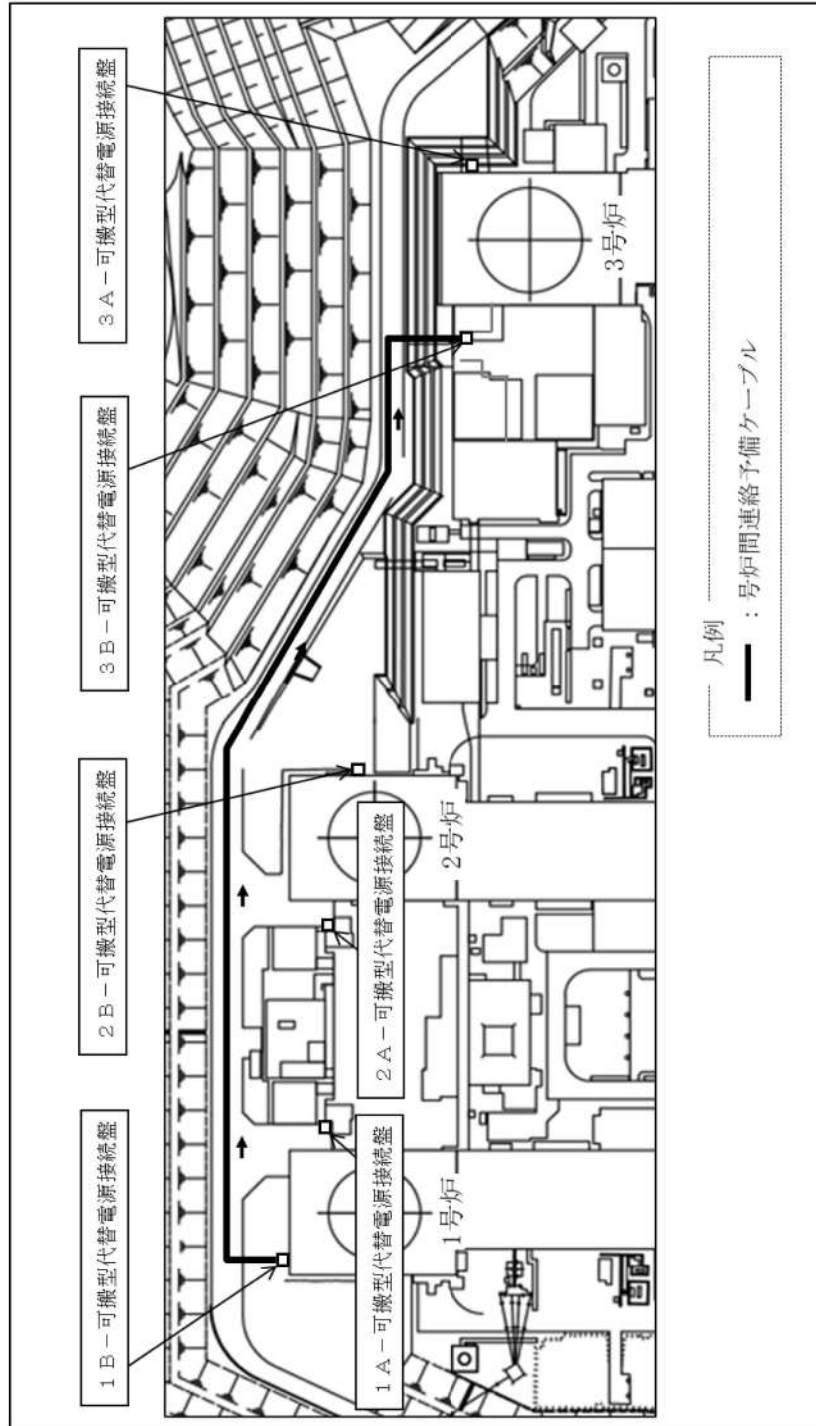 1B－可搬型代替電源接続盤
2B－可搬型代替電源接続盤
3B－可搬型代替電源接続盤
3A－可搬型代替電源接続盤
1A－可搬型代替電源接続盤
2A－可搬型代替電源接続盤
1号炉
2号炉
3号炉
凡例
：号炉間連絡予備ケーブル